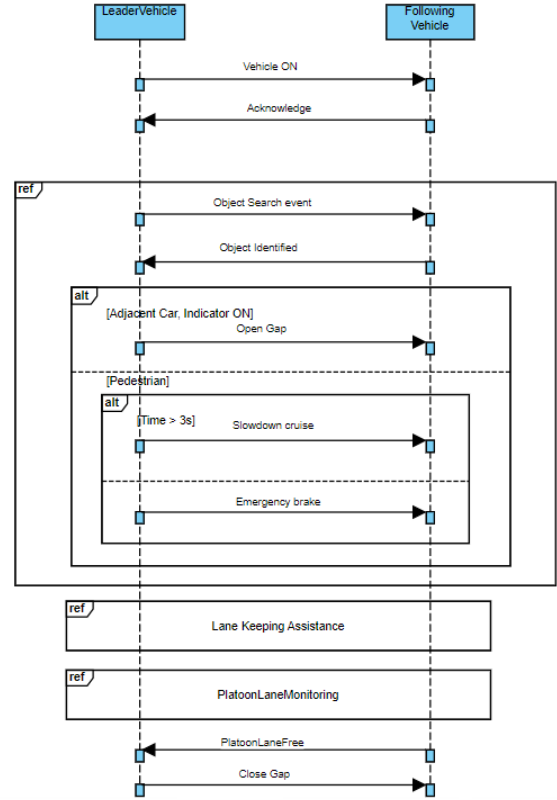 LeaderVehicle
Following
Vehicle
Vehicle ON
Acknowledge
ref
Object Search event
Object Identified
alt
[Adjacent Car, Indicator ON]
Open Gap
[Pedestrian]
alt
[Time > 3s]
Slowdown cruise
Emergency brake
ref
Lane Keeping Assistance
ref
PlatoonLaneMonitoring
PlatoonLaneFree
Close Gap